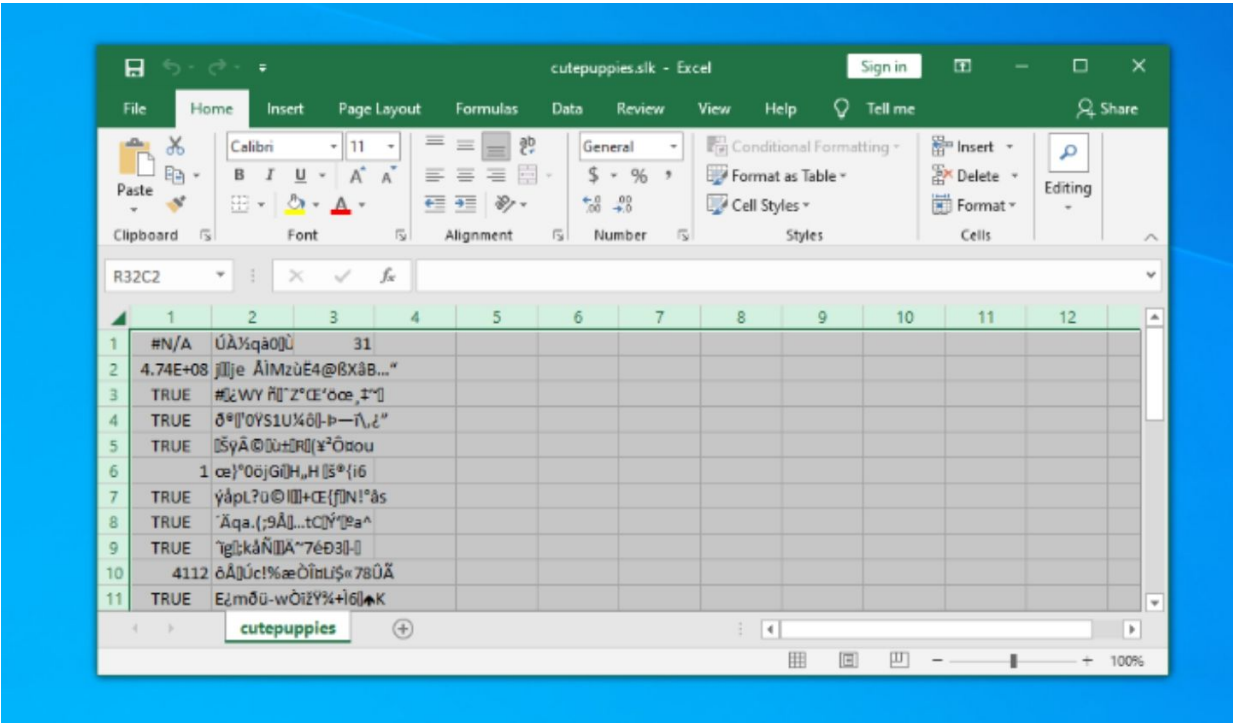 cutepuppies.slk - Excel
Sign in
File Home Insert Page Layout Formulas Data Review View Help Tell me Share
Calibri 11 General Conditional Formatting Insert
Paste B I U A A $ % , Format as Table Delete Editing
A Cell Styles Format
Clipboard Font Alignment Number Styles Cells
R32C2 fx
1 2 3 4 5 6 7 8 9 10 11 12
1 #N/A 31
2 4.74E+08
3 TRUE
4 TRUE
5 TRUE
6 1
7 TRUE
8 TRUE
9 TRUE
10 4112
11 TRUE
cutepuppies
100%